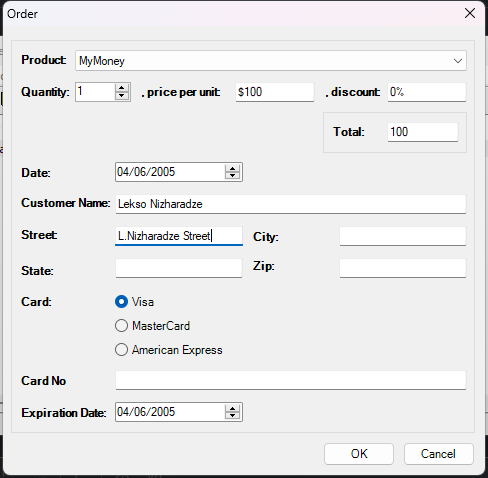 Order
Product: MyMoney
Quantity: 1 , price per unit: $100 , discount: 0%
Total: 100
Date: 04/06/2005
Customer Name: Lekso Nizharadze
Street: L.Nizharadze Street City:
State: Zip:
Card: Visa
MasterCard
American Express
Card No
Expiration Date: 04/06/2005
OK Cancel